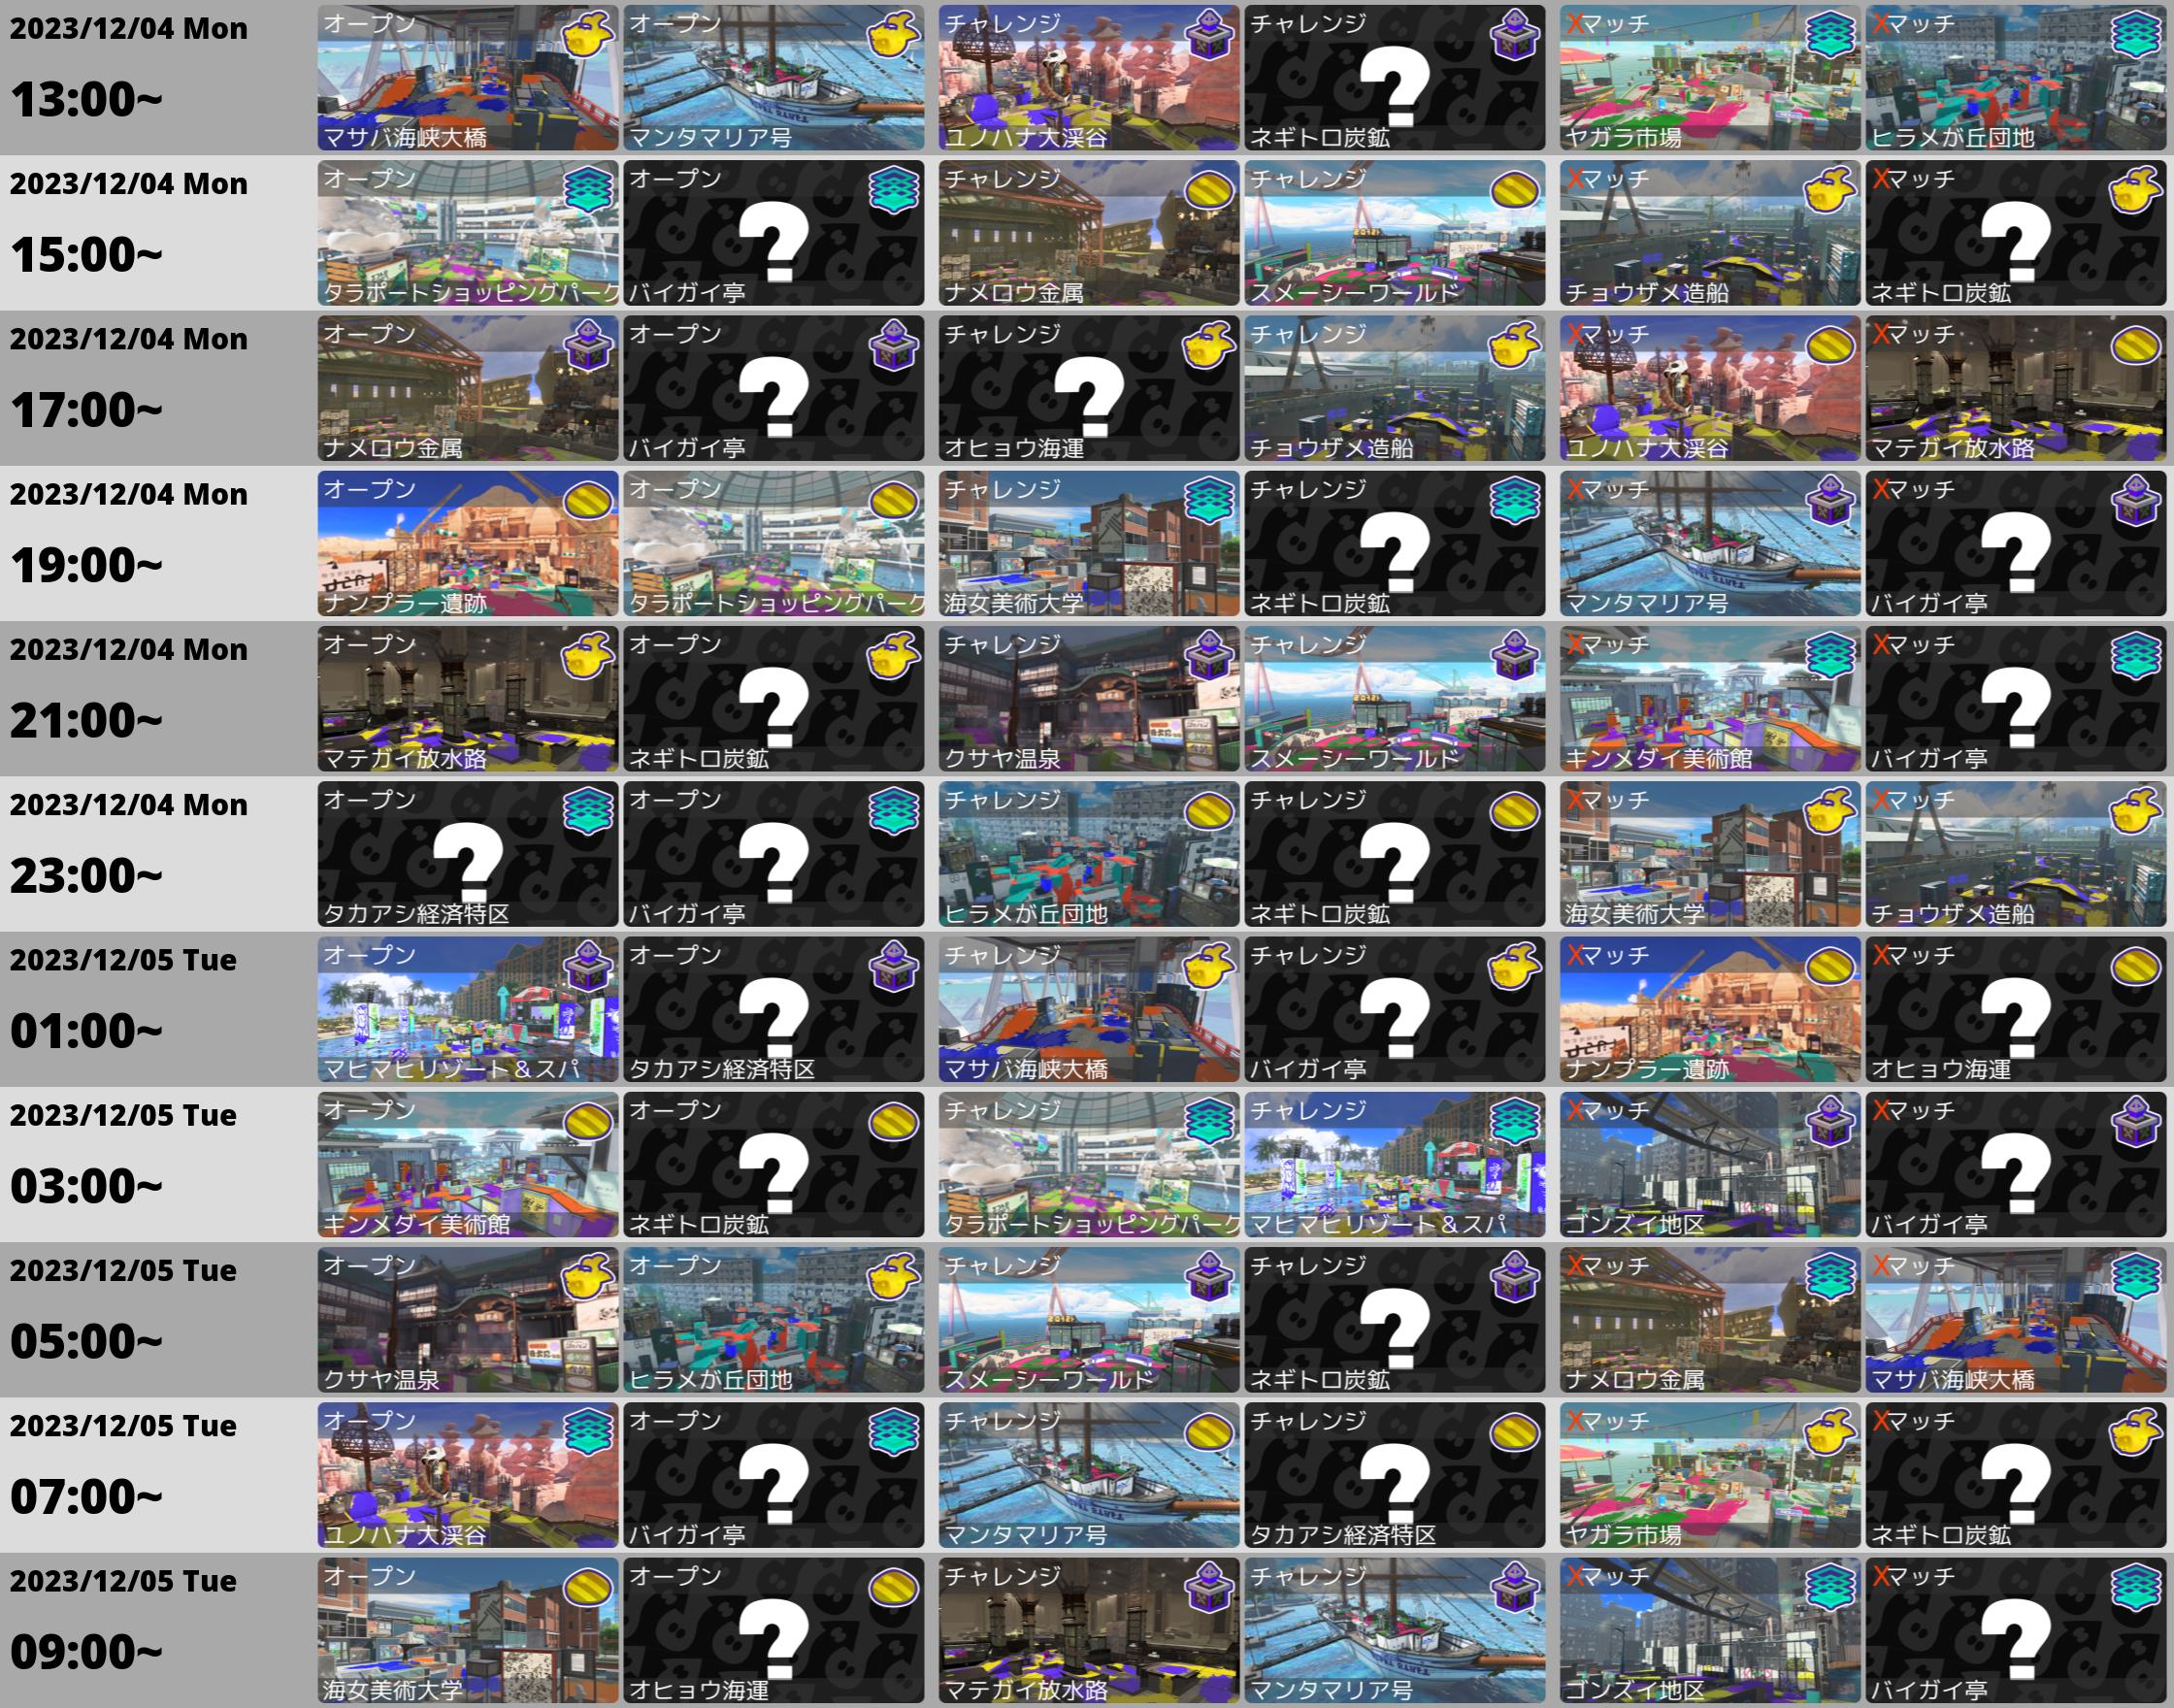 2023/12/04 Mon
13:00~
オープン
マサバ海峡大橋
オープン
マンタマリア号
チャレンジ
ユノハナ大渓谷
チャレンジ
ネギトロ炭鉱
Xマッチ
ヤガラ市場
Xマッチ
ヒラメが丘団地
2023/12/04 Mon
15:00~
オープン
タラポートショッピングパーク
オープン
バイガイ亭
チャレンジ
ナメロウ金属
チャレンジ
スメーシーワールド
Xマッチ
チョウザメ造船
Xマッチ
ネギトロ炭鉱
2023/12/04 Mon
17:00~
オープン
ナメロウ金属
オープン
バイガイ亭
チャレンジ
オヒョウ海運
チャレンジ
チョウザメ造船
Xマッチ
ユノハナ大渓谷
Xマッチ
マテガイ放水路
2023/12/04 Mon
19:00~
オープン
ナンプラー遺跡
オープン
タラポートショッピングパーク
チャレンジ
海女美術大学
チャレンジ
ネギトロ炭鉱
Xマッチ
マンタマリア号
Xマッチ
バイガイ亭
2023/12/04 Mon
21:00~
オープン
マテガイ放水路
オープン
ネギトロ炭鉱
チャレンジ
クサヤ温泉
チャレンジ
スメーシーワールド
Xマッチ
キンメダイ美術館
Xマッチ
バイガイ亭
2023/12/04 Mon
23:00~
オープン
タカアシ経済特区
オープン
バイガイ亭
チャレンジ
ヒラメが丘団地
チャレンジ
ネギトロ炭鉱
Xマッチ
海女美術大学
Xマッチ
チョウザメ造船
2023/12/05 Tue
01:00~
オープン
マヒマヒリゾート＆スパ
オープン
タカアシ経済特区
チャレンジ
マサバ海峡大橋
チャレンジ
バイガイ亭
Xマッチ
ナンプラー遺跡
Xマッチ
オヒョウ海運
2023/12/05 Tue
03:00~
オープン
キンメダイ美術館
オープン
ネギトロ炭鉱
チャレンジ
タラポートショッピングパーク
チャレンジ
マヒマヒリゾート＆スパ
Xマッチ
ゴンズイ地区
Xマッチ
バイガイ亭
2023/12/05 Tue
05:00~
オープン
クサヤ温泉
オープン
ヒラメが丘団地
チャレンジ
スメーシーワールド
チャレンジ
ネギトロ炭鉱
Xマッチ
ナメロウ金属
Xマッチ
マサバ海峡大橋
2023/12/05 Tue
07:00~
オープン
ユノハナ大渓谷
オープン
バイガイ亭
チャレンジ
マンタマリア号
チャレンジ
タカアシ経済特区
Xマッチ
ヤガラ市場
Xマッチ
ネギトロ炭鉱
2023/12/05 Tue
09:00~
オープン
海女美術大学
オープン
オヒョウ海運
チャレンジ
マテガイ放水路
チャレンジ
マンタマリア号
Xマッチ
ゴンズイ地区
Xマッチ
バイガイ亭